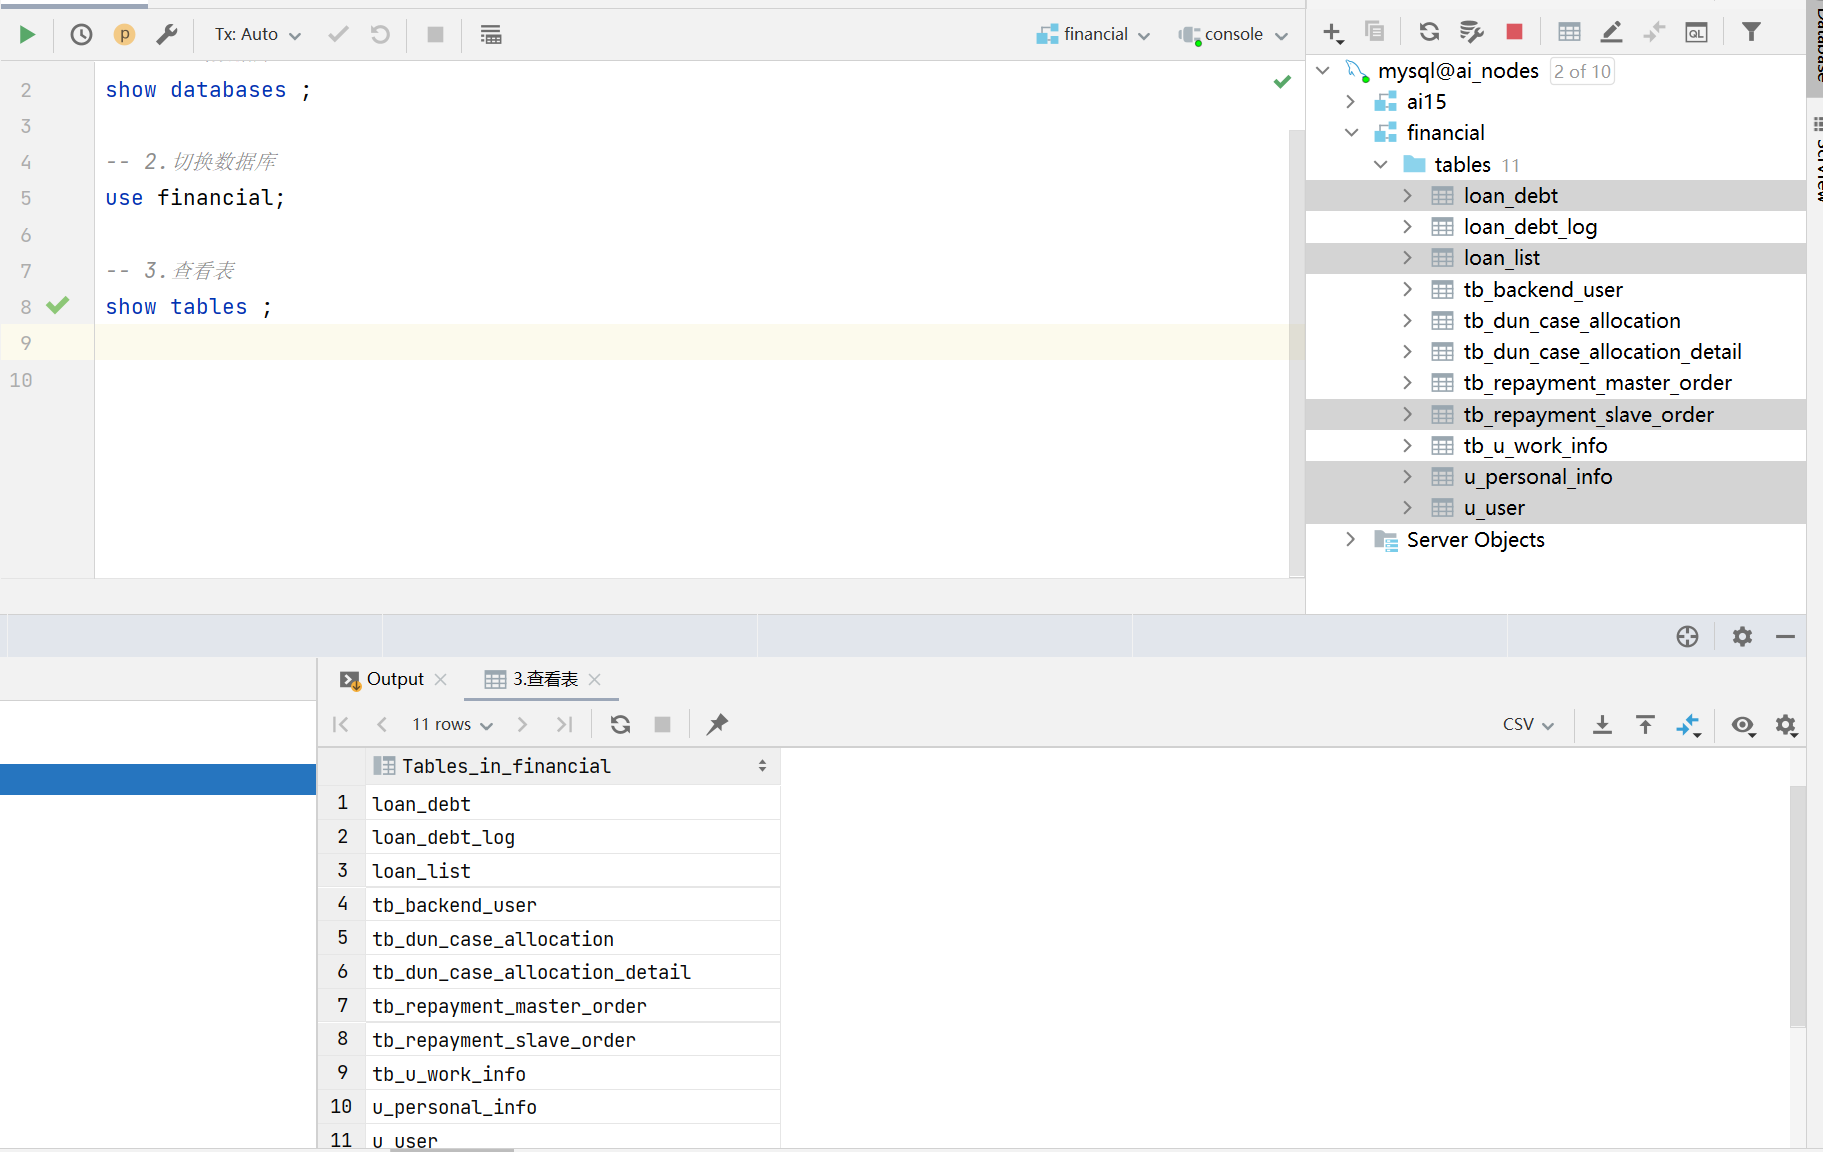 Tx: Auto
financial
console
2 show databases ;
3
4 -- 2.切换数据库
5 use financial;
6
7 -- 3.查看表
8 show tables ;
9
10
mysql@ai_nodes 2 of 10
ai15
financial
tables 11
loan_debt
loan_debt_log
loan_list
tb_backend_user
tb_dun_case_allocation
tb_dun_case_allocation_detail
tb_repayment_master_order
tb_repayment_slave_order
tb_u_work_info
u_personal_info
u_user
Server Objects
Database
SciView
Output
3.查看表
11 rows
CSV
Tables_in_financial
1 loan_debt
2 loan_debt_log
3 loan_list
4 tb_backend_user
5 tb_dun_case_allocation
6 tb_dun_case_allocation_detail
7 tb_repayment_master_order
8 tb_repayment_slave_order
9 tb_u_work_info
10 u_personal_info
11 u_user